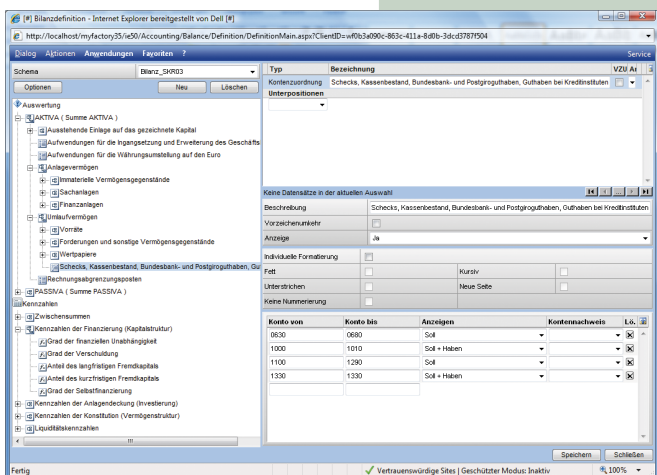 [#] Bilanzdefinition - Internet Explorer bereitgestellt von Dell [#]
http://localhost/myfactory35/ie50/Accounting/Balance/Definition/DefinitionMain.aspx?ClientID=wf0b3a090c-863c-411a-8d0b-3dcd3787f504
Dialog Aktionen Anwendungen Favoriten ? Service
Schema Bilanz_SKR03
Optionen Neu Löschen
Auswertung
AKTIVA ( Summe AKTIVA )
Ausstehende Einlage auf das gezeichnete Kapital
Aufwendungen für die Ingangsetzung und Erweiterung des Geschäfts
Aufwendungen für die Währungsumstellung auf den Euro
Anlagevermögen
Immaterielle Vermögensgegenstände
Sachanlagen
Finanzanlagen
Umlaufvermögen
Vorräte
Forderungen und sonstige Vermögensgegenstände
Wertpapiere
Schecks, Kassenbestand, Bundesbank- und Postgiroguthaben, Gu
Rechnungsabgrenzungsposten
PASSIVA ( Summe PASSIVA )
Kennzahlen
Zwischensummen
Kennzahlen der Finanzierung (Kapitalstruktur)
Grad der finanziellen Unabhängigkeit
Grad der Verschuldung
Anteil des langfristigen Fremdkapitals
Anteil des kurzfristigen Fremdkapitals
Grad der Selbstfinanzierung
Kennzahlen der Anlagendeckung (Investierung)
Kennzahlen der Konstitution (Vermögenstruktur)
Liquiditätskennzahlen
Typ Bezeichnung VZU Ar
Kontenzuordnung Schecks, Kassenbestand, Bundesbank- und Postgiroguthaben, Guthaben bei Kreditinstituten
Unterpositionen
Keine Datensätze in der aktuellen Auswahl ...
Beschreibung Schecks, Kassenbestand, Bundesbank- und Postgiroguthaben, Guthaben bei Kreditinstituten
Vorzeichenumkehr
Anzeige Ja
Individuelle Formatierung
Fett Kursiv
Unterstrichen Neue Seite
Keine Nummerierung
Konto von Konto bis Anzeigen Kontennachweis Lö.
0630 0680 Soll
1000 1010 Soll + Haben
1100 1290 Soll
1330 1330 Soll + Haben
Speichern Schließen
Fertig Vertrauenswürdige Sites | Geschützter Modus: Inaktiv 100%